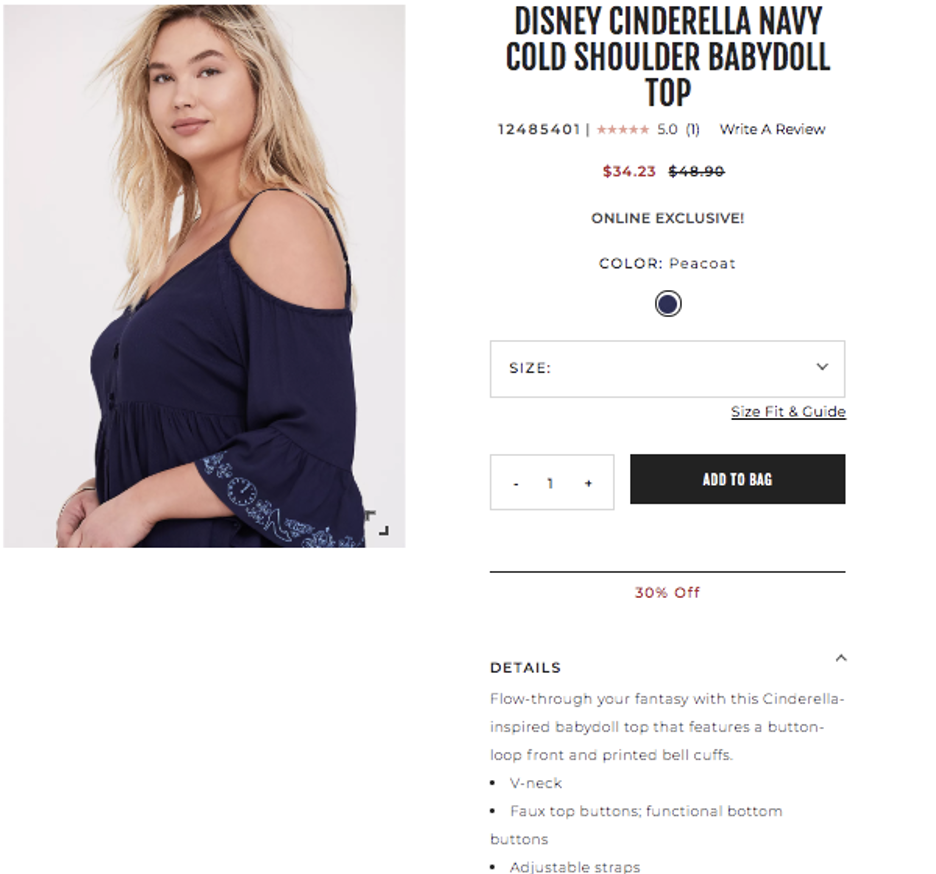 DISNEY CINDERELLA NAVY
COLD SHOULDER BABYDOLL
TOP
12485401 | ★★★★★ 5.0 (1) Write A Review
$34.23 $48.90
ONLINE EXCLUSIVE!
COLOR: Peacoat
SIZE:
Size Fit & Guide
- 1 +
ADD TO BAG
30% Off
DETAILS
Flow-through your fantasy with this Cinderella-
inspired babydoll top that features a button-
loop front and printed bell cuffs.
• V-neck
• Faux top buttons; functional bottom
buttons
• Adjustable straps